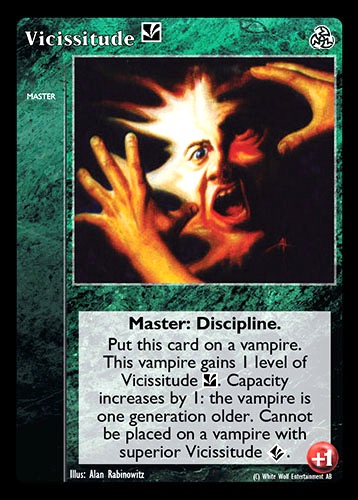 Vicissitude
MASTER
Master: Discipline.
Put this card on a vampire.
This vampire gains 1 level of
Vicissitude . Capacity
increases by 1: the vampire is
one generation older. Cannot
be placed on a vampire with
superior Vicissitude .
+1
Illus: Alan Rabinowitz
(C) White Wolf Entertainment AB